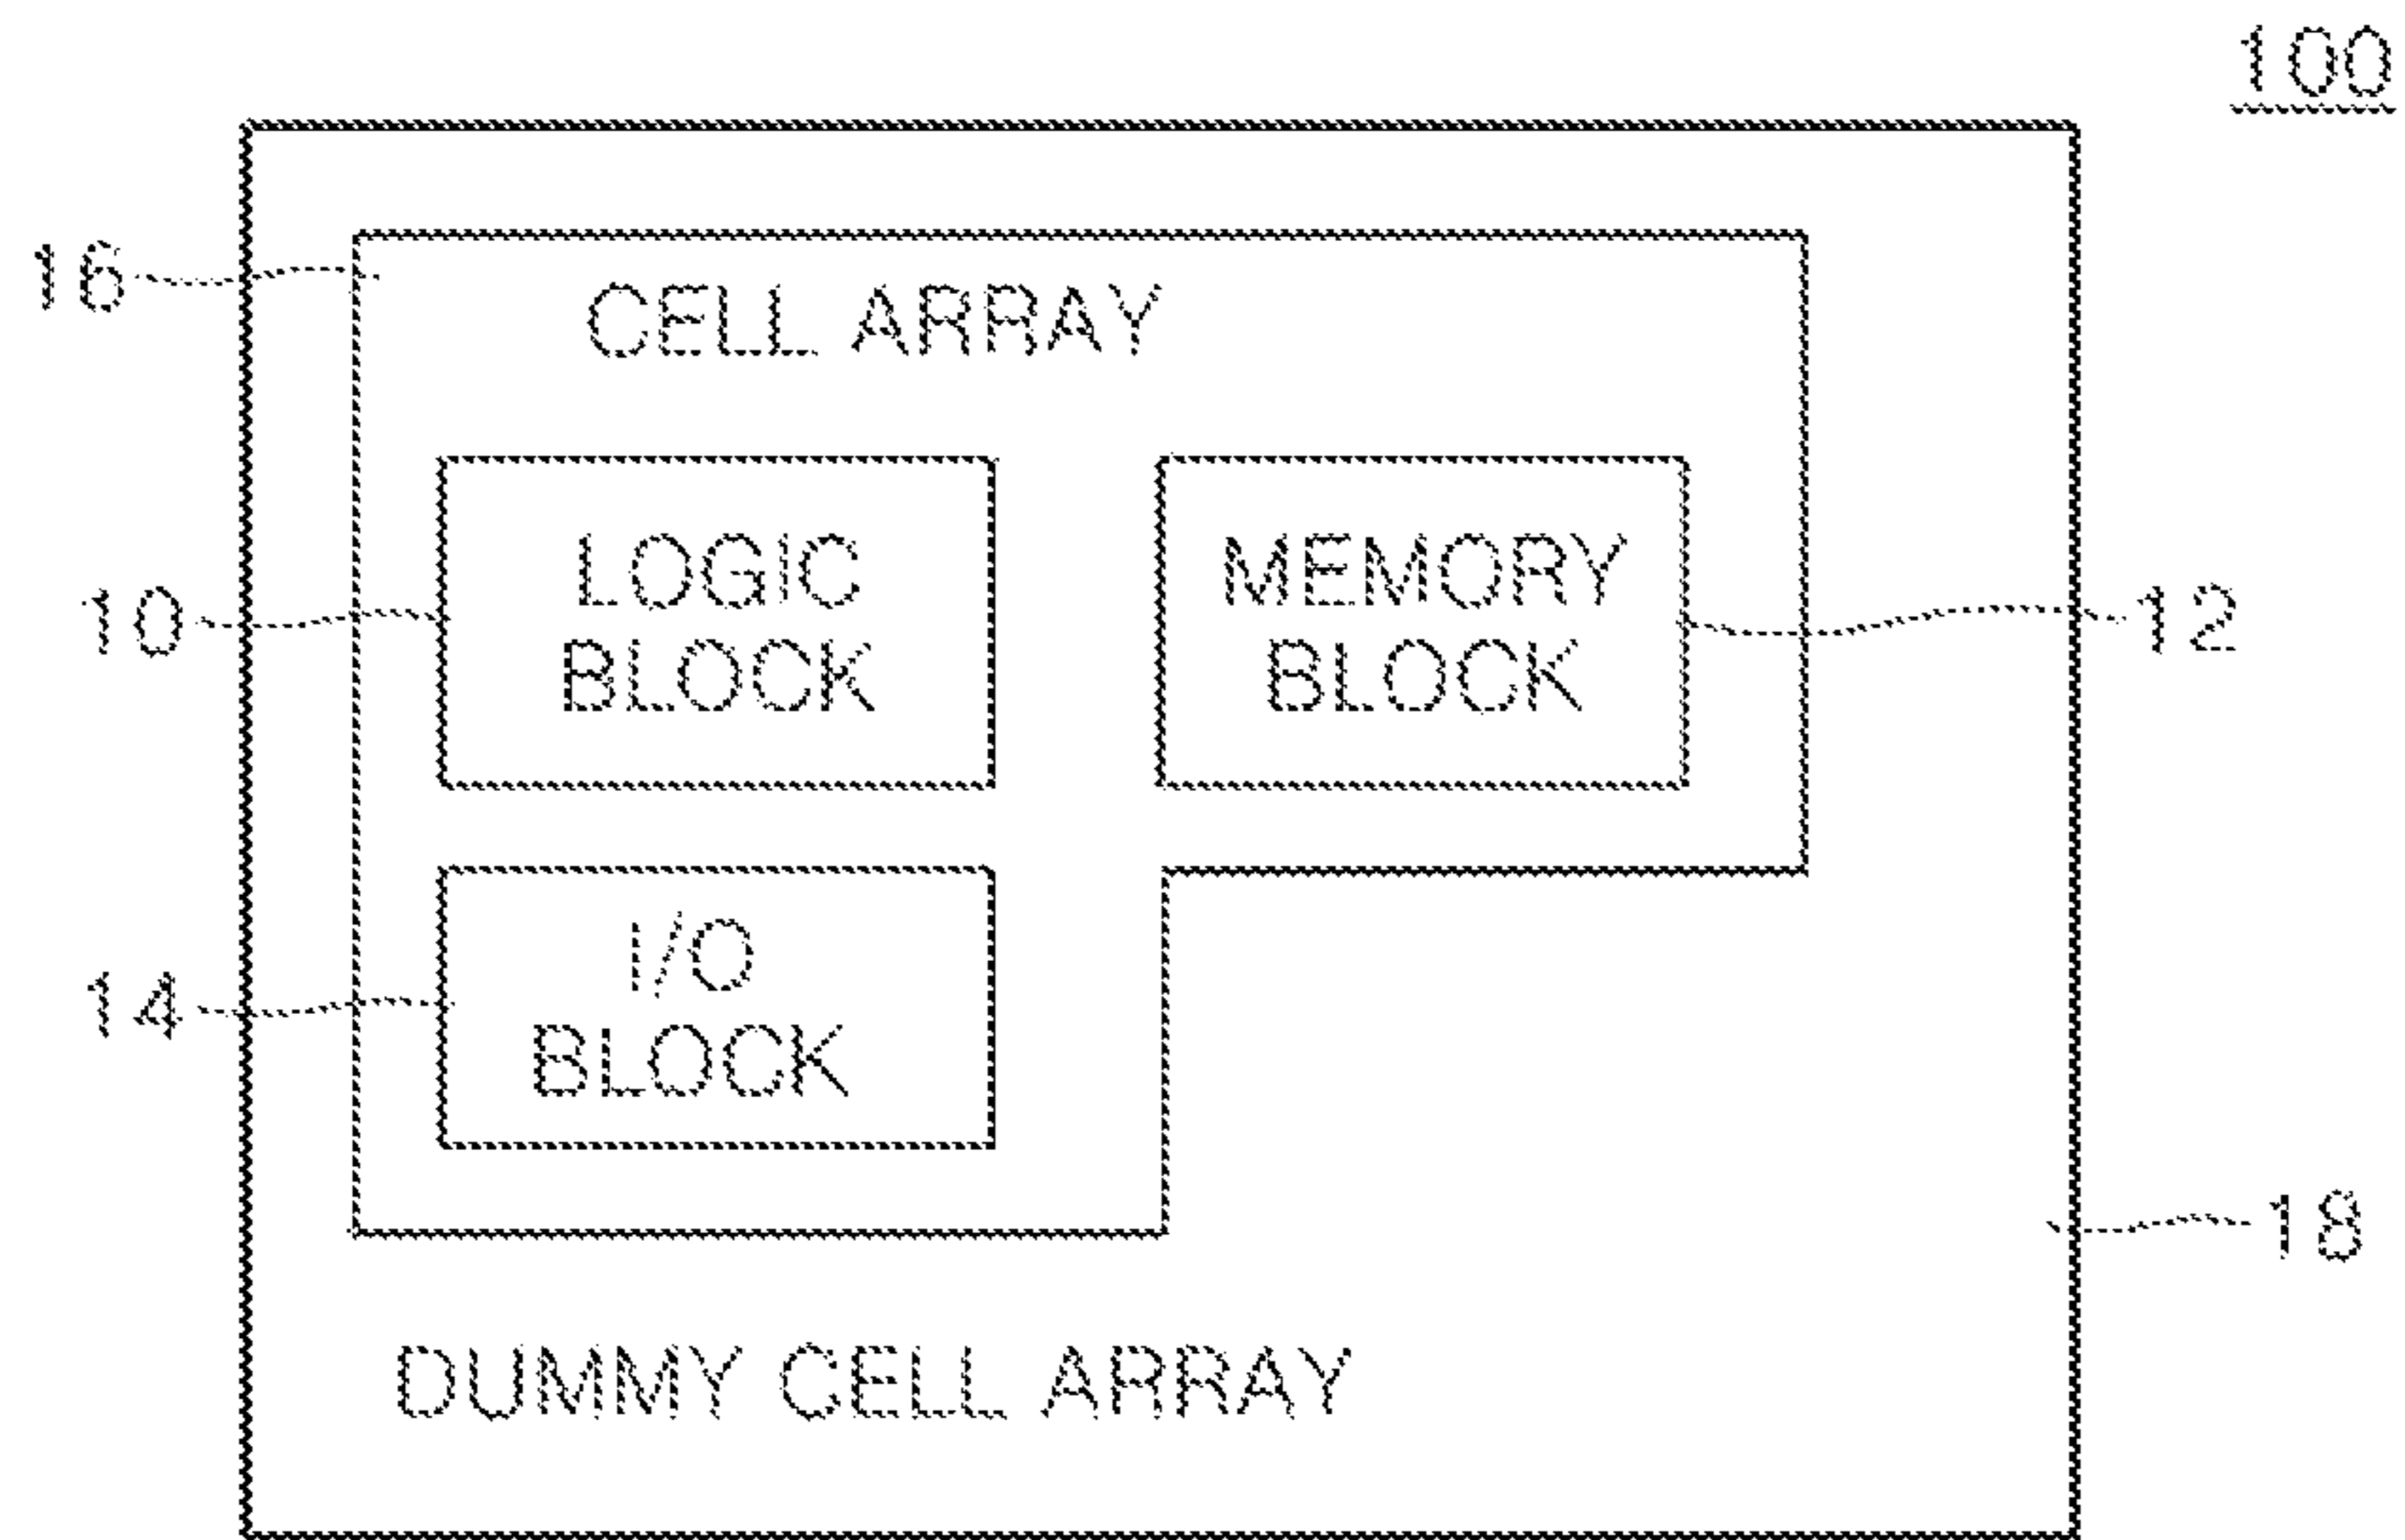 100
16
CELL ARRAY
10
LOGIC
BLOCK
MEMORY
BLOCK
12
14
I/O
BLOCK
18
DUMMY CELL ARRAY